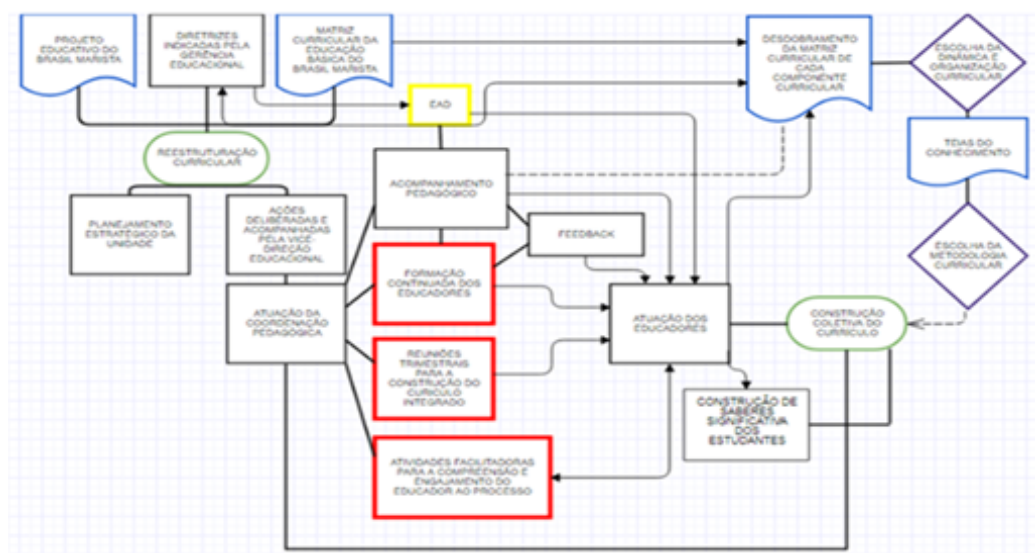 PROJETO
EDUCATIVO DO
BRASIL MARISTA
DIRETRIZES
INDICADAS PELA
GERÊNCIA
EDUCACIONAL
MATRIZ
CURRICULAR DA
EDUCAÇÃO
BÁSICA DO
BRASIL MARISTA
DESDOBRAMENTO
DA MATRIZ
CURRICULAR DE
CADA
COMPONENTE
CURRICULAR
ESCOLHA DA
DINÂMICA E
ORGANIZAÇÃO
CURRICULAR
EAD
REESTRUTURAÇÃO
CURRICULAR
TEIAS DO
CONHECIMENTO
ACOMPANHAMENTO
PEDAGÓGICO
PLANEJAMENTO
ESTRATÉGICO DA
UNIDADE
AÇÕES
DELIBERADAS E
ACOMPANHADAS
PELA VICE-
DIREÇÃO
EDUCACIONAL
FEEDBACK
ESCOLHA DA
METODOLOGIA
CURRICULAR
FORMAÇÃO
CONTINUADA DOS
EDUCADORES
ATUAÇÃO DA
COORDENAÇÃO
PEDAGÓGICA
ATUAÇÃO DOS
EDUCADORES
CONSTRUÇÃO
COLETIVA DO
CURRÍCULO
REUNIÕES
TRIMESTRAIS
PARA A
CONSTRUÇÃO DO
CURICULO
INTEGRADO
CONSTRUÇÃO DE
SABERES
SIGNIFICATIVA
DOS
ESTUDANTES
ATIVIDADES FACILITADORAS
PARA A COMPREENSÃO E
ENGAJAMENTO DO
EDUCADOR AO PROCESSO